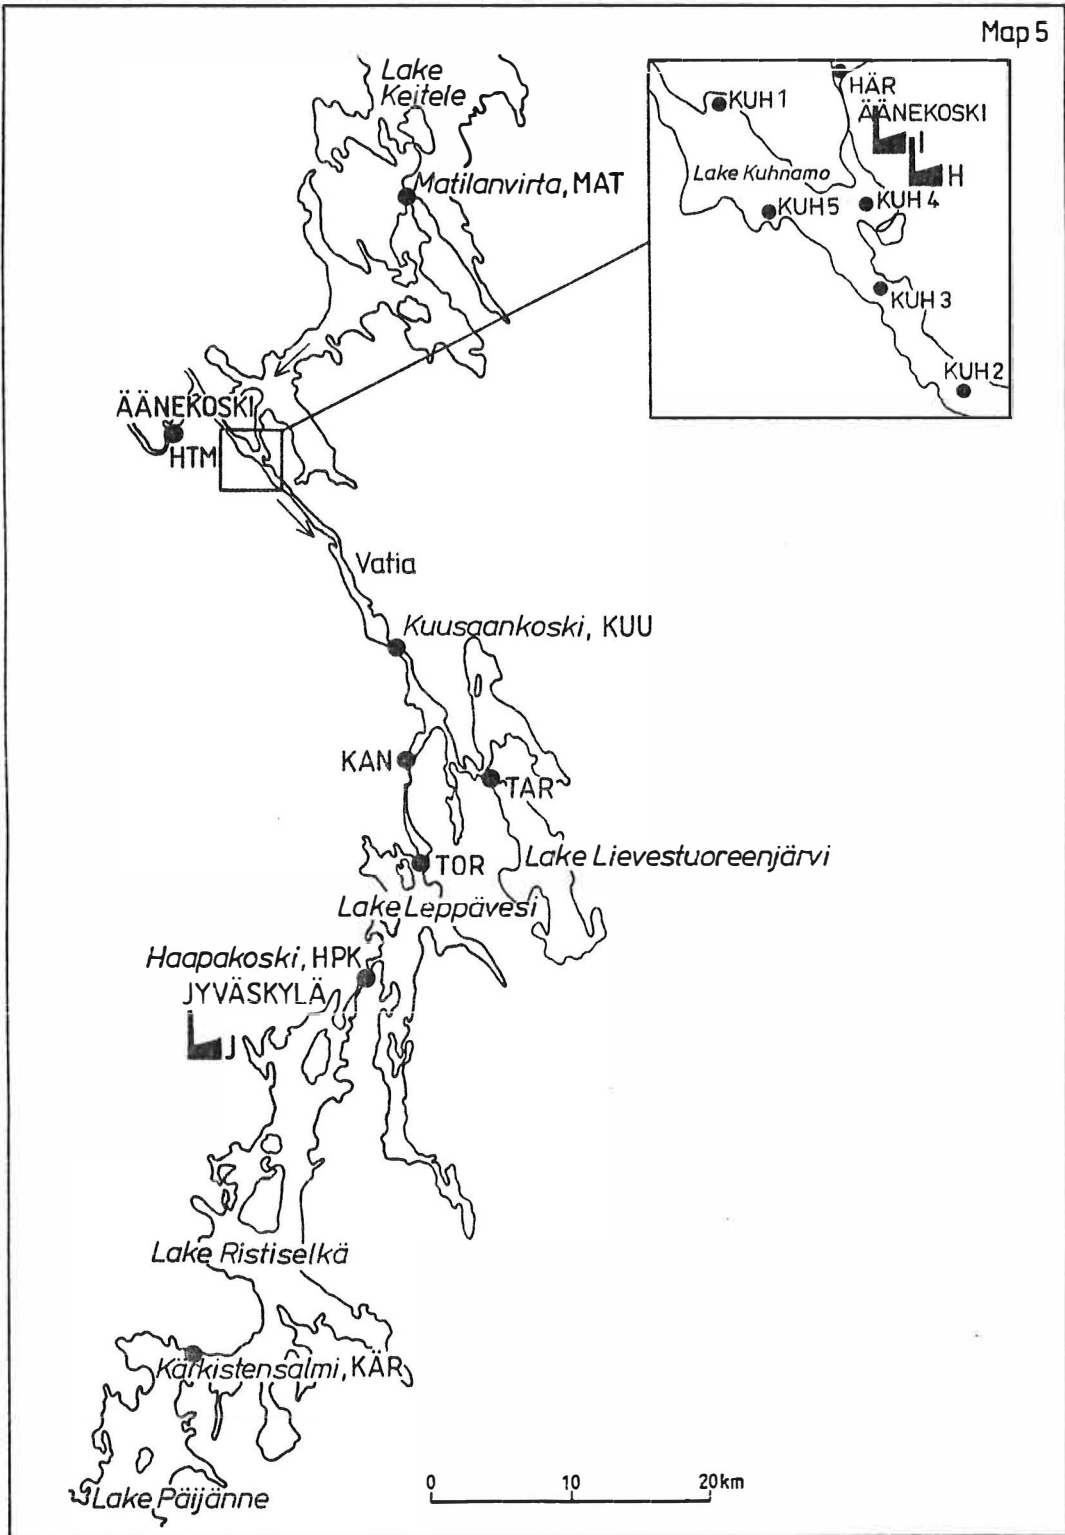 Map 5
Lake
Keitele
Matilanvirta, MAT
KUH 1
HÄR
ÄÄNEKOSKI
I
H
Lake Kuhnamo
KUH 5
KUH 4
KUH 3
KUH 2
ÄÄNEKOSKI
HTM
Vatia
Kuusaankoski, KUU
KAN
TAR
TOR
Lake Lievestuoreenjärvi
Lake Leppävesi
Haapakoski, HPK
JYVÄSKYLÄ
J
Lake Ristiselkä
Kärkistensalmi, KÄR
Lake Päijänne
0 10 20 km